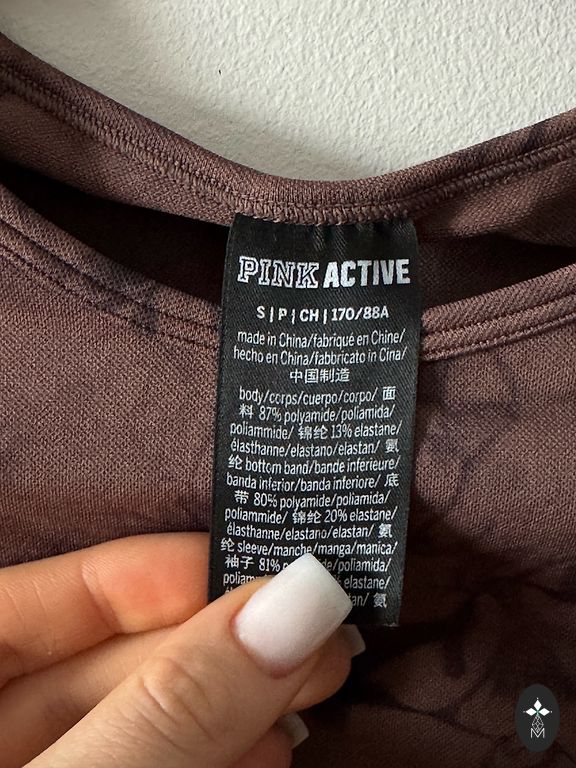 PINK ACTIVE
S | P | CH | 170/88A
made in China/fabriqué en Chine/
hecho en China/fabbricato in Cina/
中国制造
body/corps/cuerpo/corpo/ 面
料 87% polyamide/poliamida/
poliammide/ 锦纶 13% elastane/
élasthanne/elastano/elastan/ 氨
纶 bottom band/bande inférieure/
banda inferior/banda inferiore/ 底
带 80% polyamide/poliamida/
poliammide/ 锦纶 20% elastane/
élasthanne/elastano/elastan/ 氨
纶 sleeve/manche/manga/manica/
袖子 81% /poliamida/
elastane/
氨
M